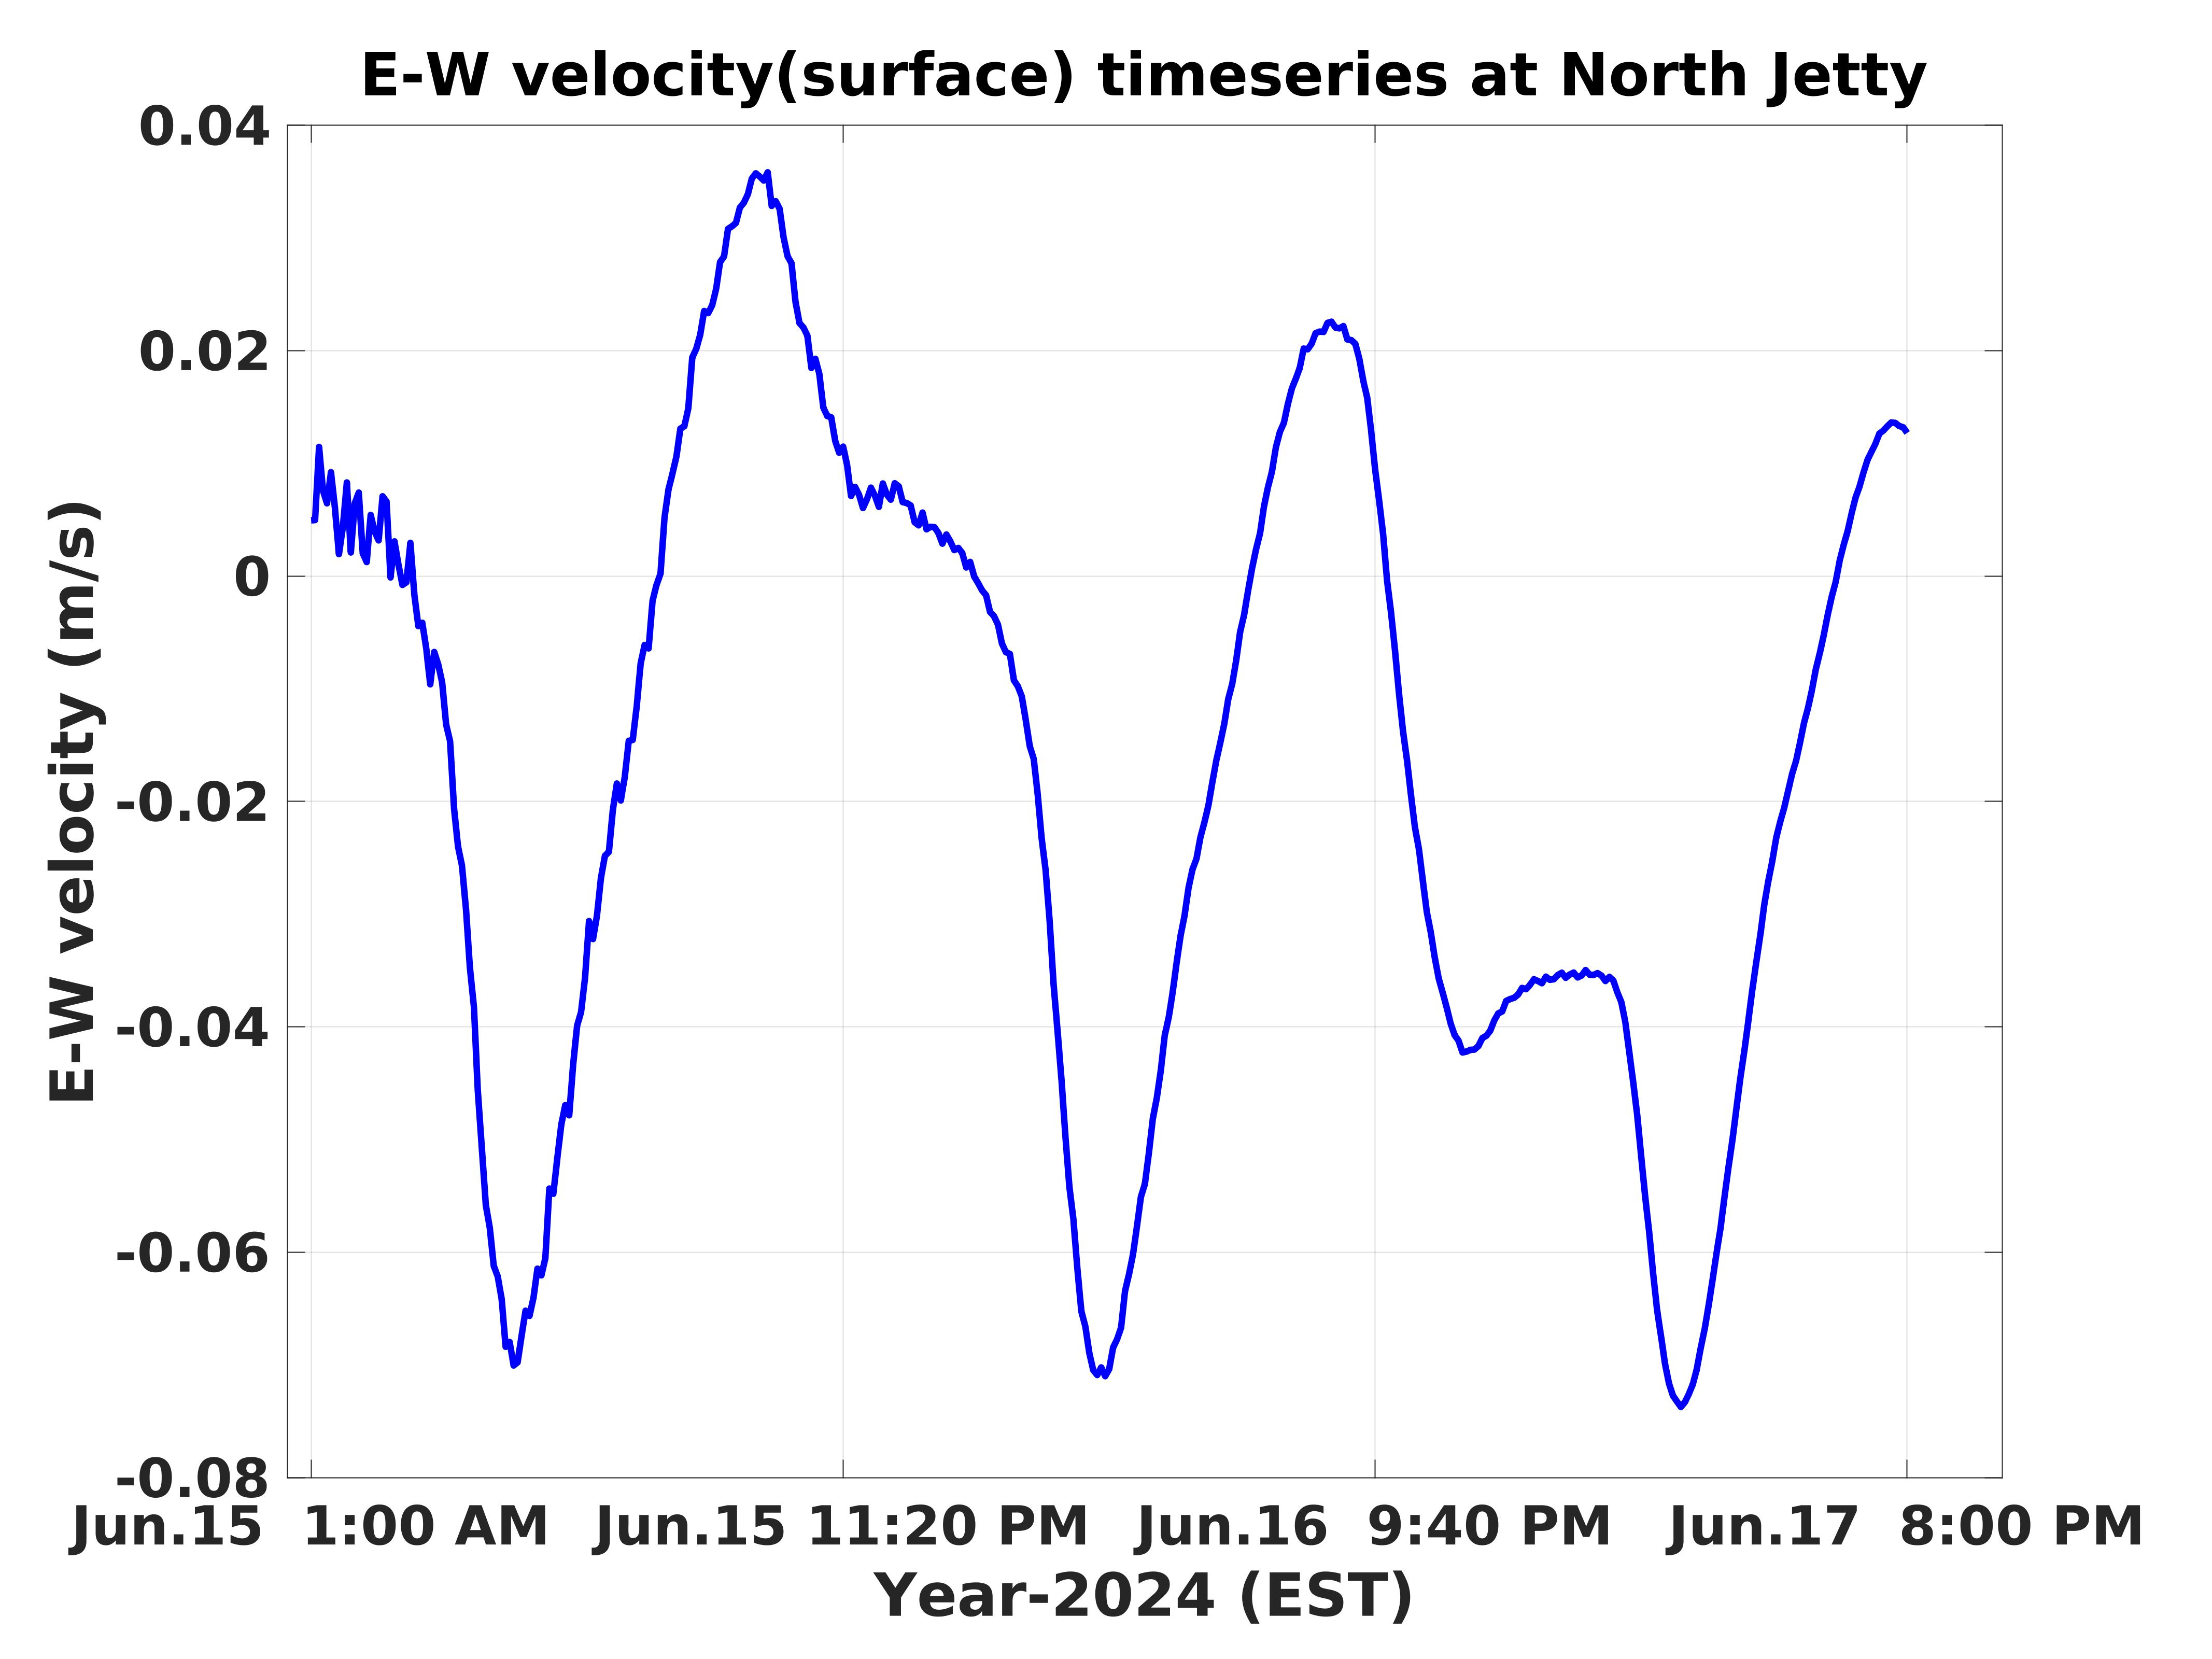 E-W velocity(surface) timeseries at North Jetty
0.04
0.02
0
-0.02
-0.04
-0.06
-0.08
E-W velocity (m/s)
Jun.15 1:00 AM Jun.15 11:20 PM Jun.16 9:40 PM Jun.17 8:00 PM
Year-2024 (EST)